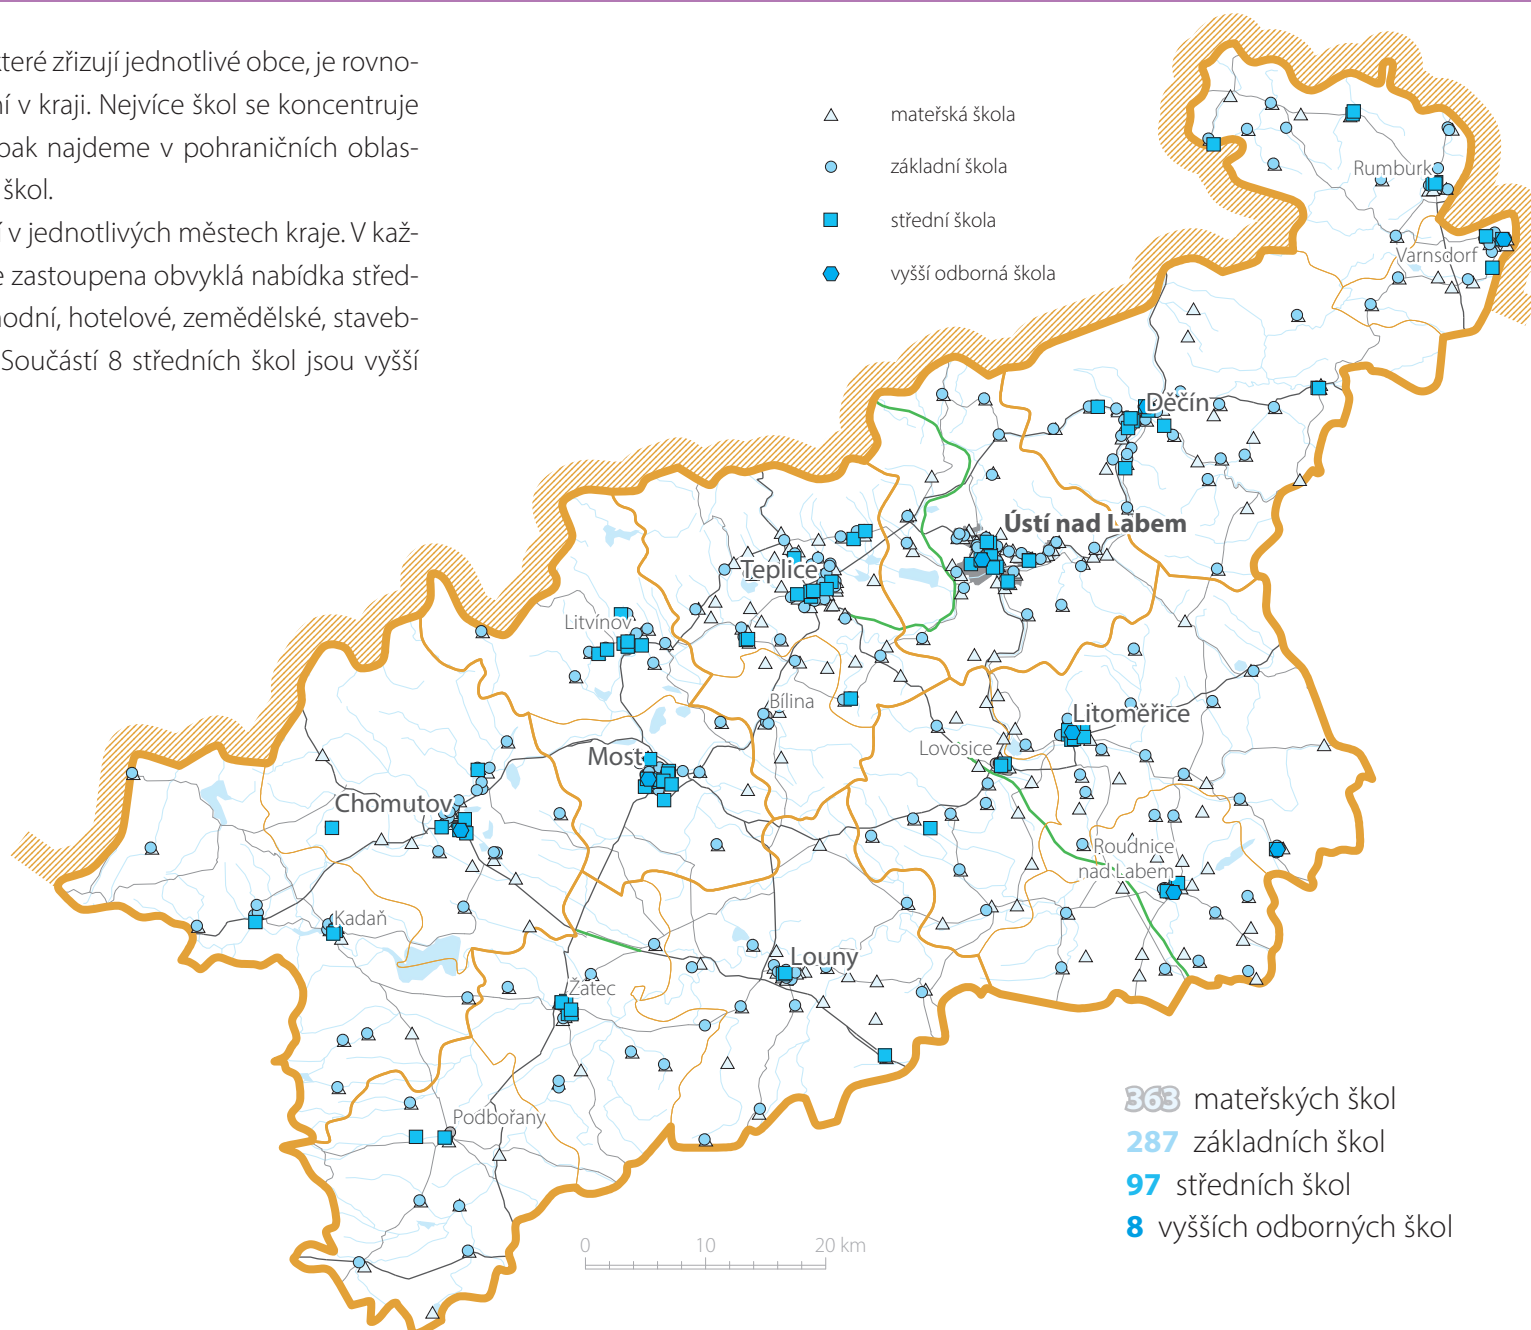 které zřizují jednotlivé obce, je rovno-
ní v kraji. Nejvíce škol se koncentruje
pak najdeme v pohraničních oblas-
škol.
í v jednotlivých městech kraje. V kaž-
e zastoupena obvyklá nabídka střed-
hodní, hotelové, zemědělské, staveb-
Součástí 8 středních škol jsou vyšší
mateřská škola
základní škola
střední škola
vyšší odborná škola
Rumburk
Varnsdorf
Děčín
Ústí nad Labem
Teplice
Litvínov
Bílina
Litoměřice
Lovosice
Most
Chomutov
Roudnice
nad Labem
Kadaň
Louny
Žatec
Podbořany
363 mateřských škol
287 základních škol
97 středních škol
8 vyšších odborných škol
0 10 20 km